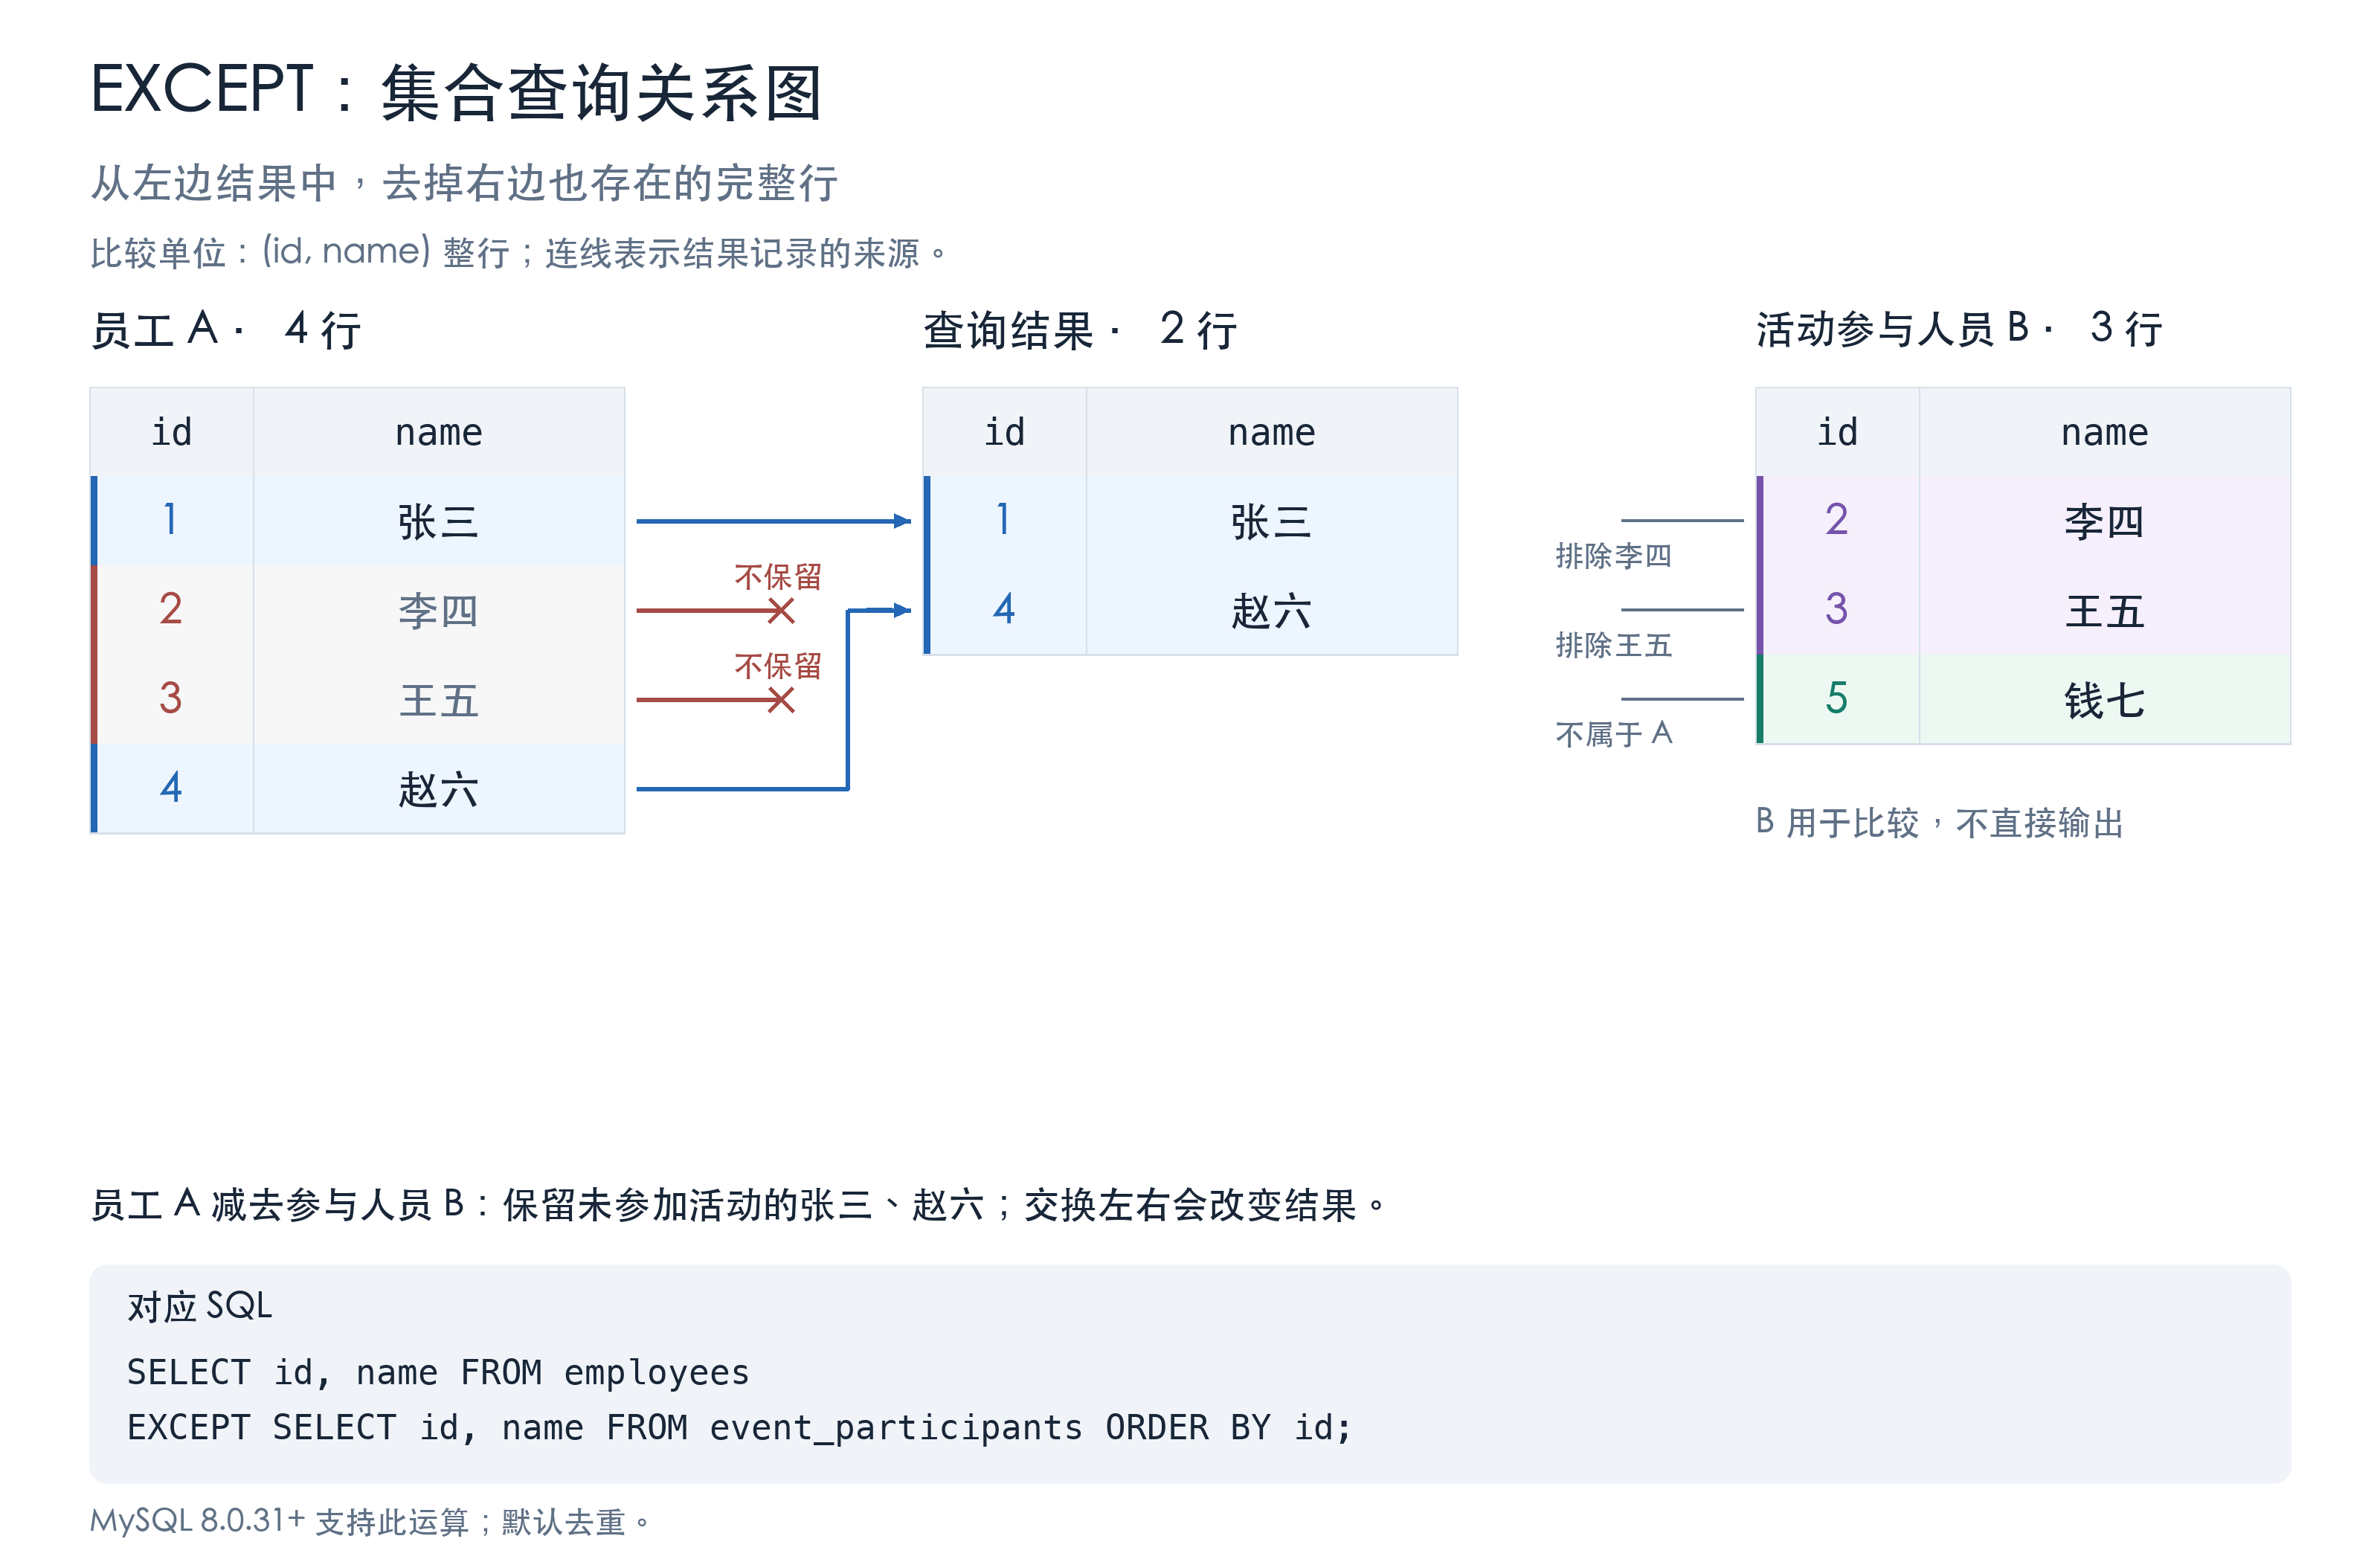 EXCEPT：集合查询关系图
从左边结果中，去掉右边也存在的完整行
比较单位：(id, name) 整行；连线表示结果记录的来源。
员工 A · 4 行
id name
1 张三
2 李四
3 王五
4 赵六
不保留
不保留
查询结果 · 2 行
id name
1 张三
4 赵六
排除李四
排除王五
不属于 A
活动参与人员 B · 3 行
id name
2 李四
3 王五
5 钱七
B 用于比较，不直接输出
员工 A 减去参与人员 B：保留未参加活动的张三、赵六；交换左右会改变结果。
对应 SQL
SELECT id, name FROM employees
EXCEPT SELECT id, name FROM event_participants ORDER BY id;
MySQL 8.0.31+ 支持此运算；默认去重。